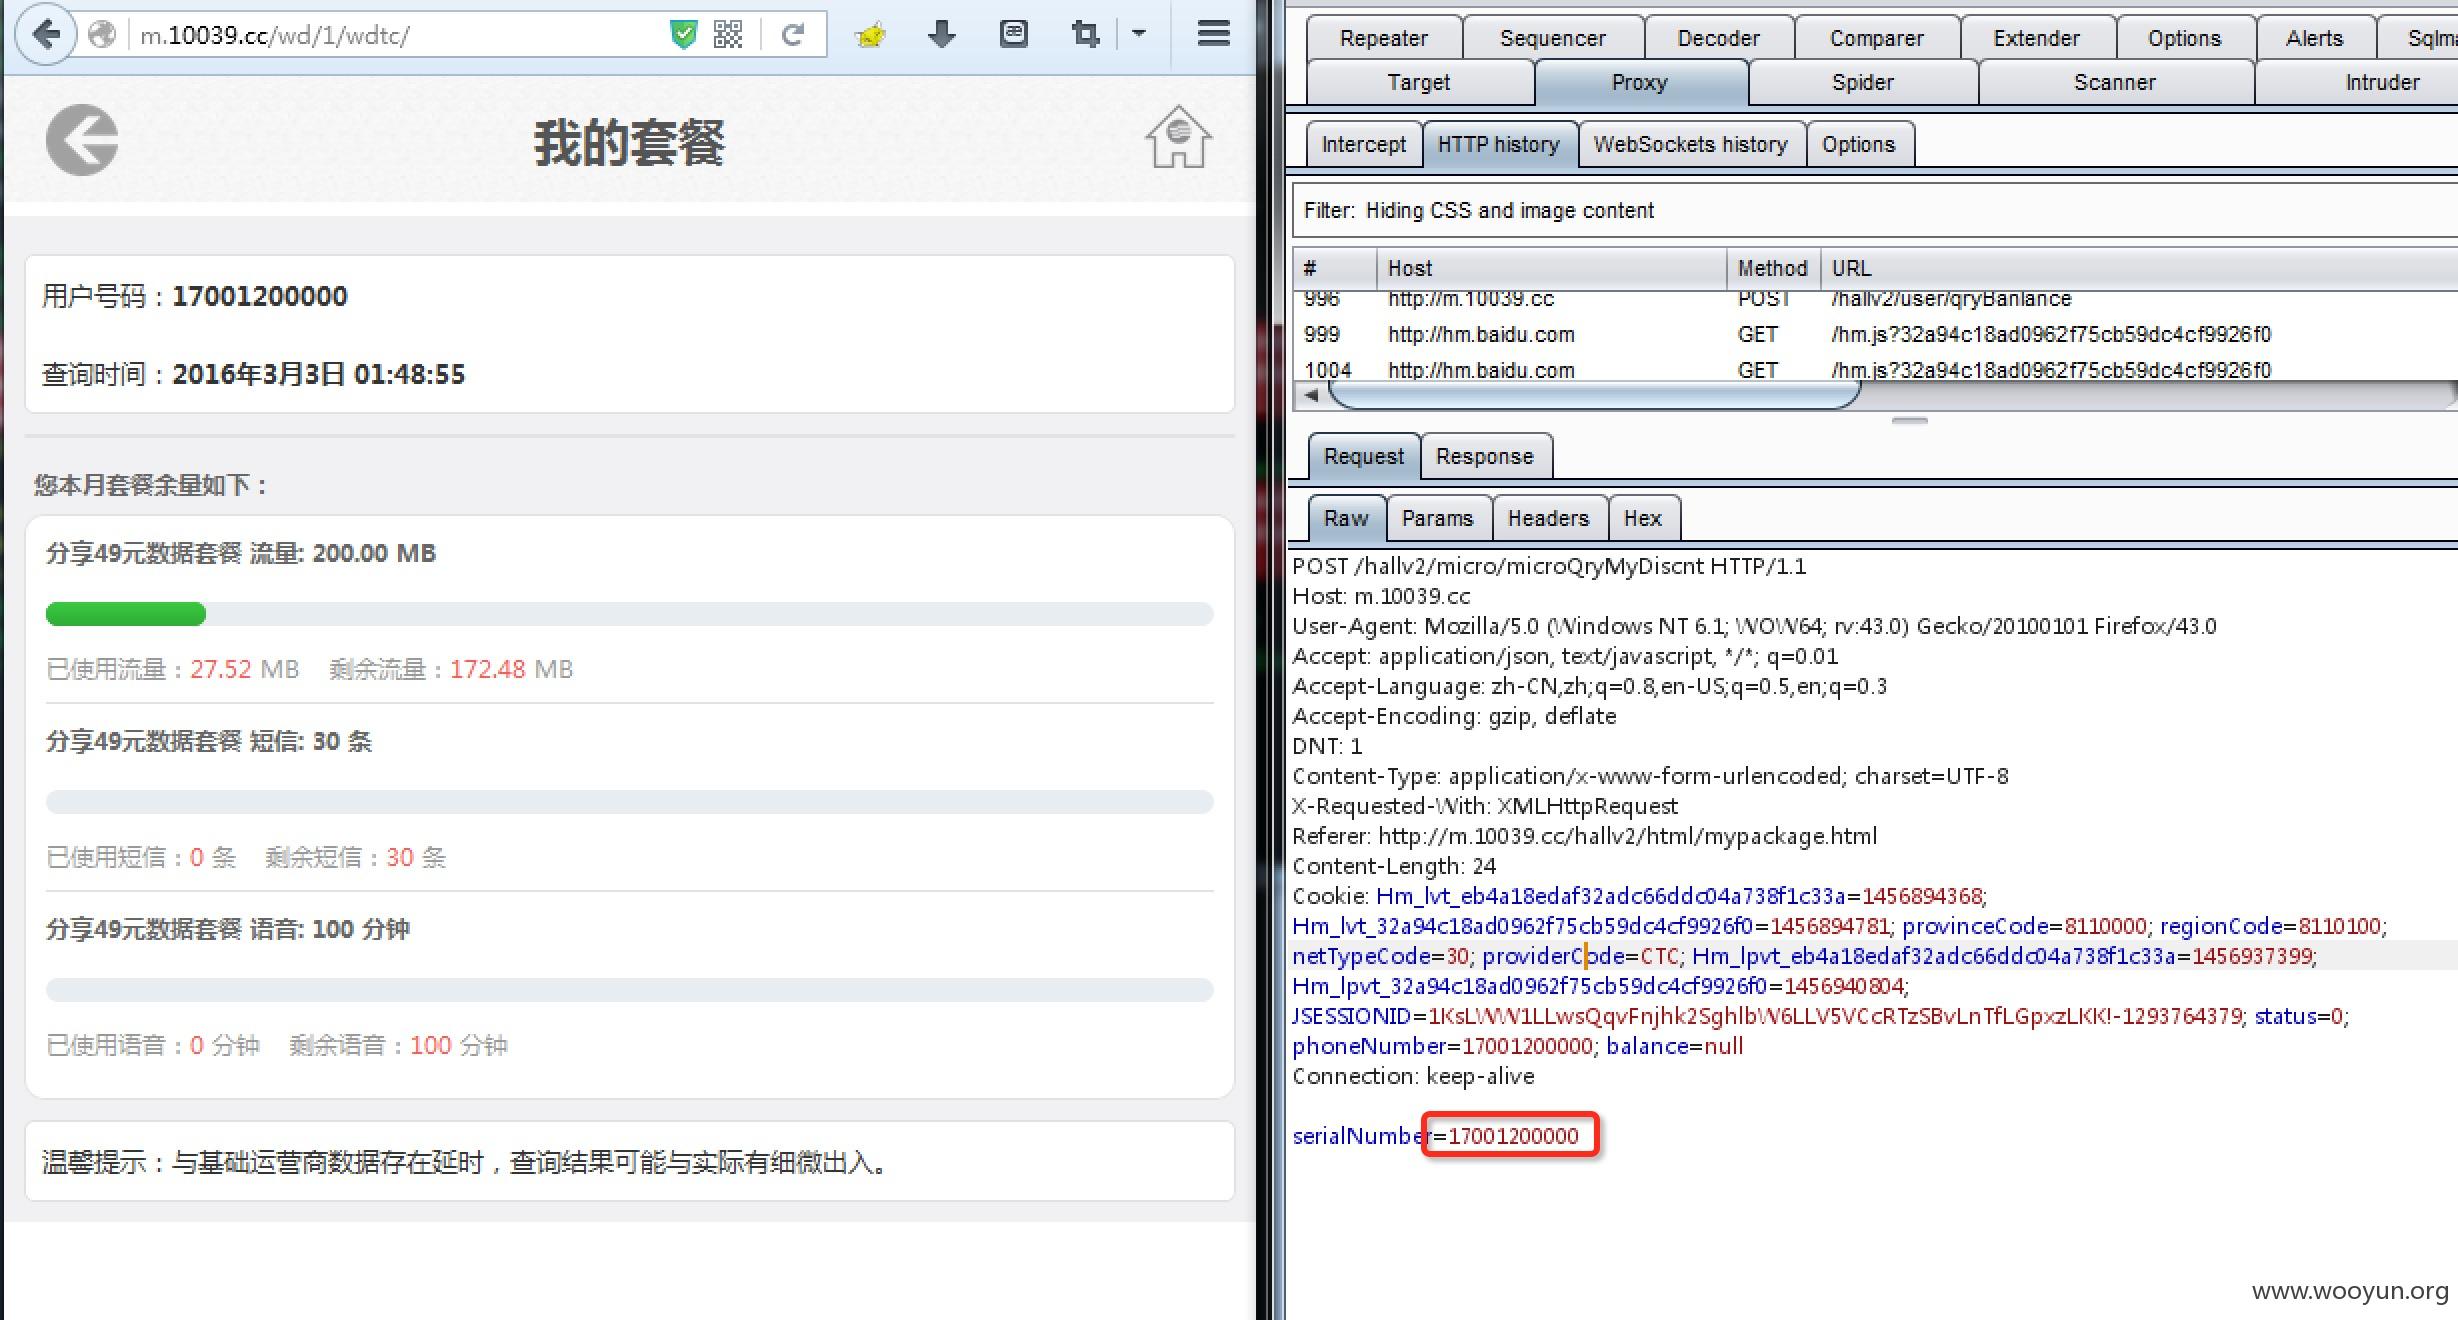 m.10039.cc/wd/1/wdtc/
我的套餐
用户号码：17001200000
查询时间：2016年3月3日 01:48:55
您本月套餐余量如下：
分享49元数据套餐 流量: 200.00 MB
已使用流量：27.52 MB 剩余流量：172.48 MB
分享49元数据套餐 短信: 30 条
已使用短信：0 条 剩余短信：30 条
分享49元数据套餐 语音: 100 分钟
已使用语音：0 分钟 剩余语音：100 分钟
温馨提示：与基础运营商数据存在延时，查询结果可能与实际有细微出入。
Repeater Sequencer Decoder Comparer Extender Options Alerts Sqlm
Target Proxy Spider Scanner Intruder
Intercept HTTP history WebSockets history Options
Filter: Hiding CSS and image content
# Host Method URL
996 http://m.10039.cc POST /hallv2/user/qryBanlance
999 http://hm.baidu.com GET /hm.js?32a94c18ad0962f75cb59dc4cf9926f0
1004 http://hm.baidu.com GET /hm.js?32a94c18ad0962f75cb59dc4cf9926f0
Request Response
Raw Params Headers Hex
POST /hallv2/micro/microQryMyDiscnt HTTP/1.1
Host: m.10039.cc
User-Agent: Mozilla/5.0 (Windows NT 6.1; WOW64; rv:43.0) Gecko/20100101 Firefox/43.0
Accept: application/json, text/javascript, */*; q=0.01
Accept-Language: zh-CN,zh;q=0.8,en-US;q=0.5,en;q=0.3
Accept-Encoding: gzip, deflate
DNT: 1
Content-Type: application/x-www-form-urlencoded; charset=UTF-8
X-Requested-With: XMLHttpRequest
Referer: http://m.10039.cc/hallv2/html/mypackage.html
Content-Length: 24
Cookie: Hm_lvt_eb4a18edaf32adc66ddc04a738f1c33a=1456894368;
Hm_lvt_32a94c18ad0962f75cb59dc4cf9926f0=1456894781; provinceCode=8110000; regionCode=8110100;
netTypeCode=30; providerCode=CTC; Hm_lpvt_eb4a18edaf32adc66ddc04a738f1c33a=1456937399;
Hm_lpvt_32a94c18ad0962f75cb59dc4cf9926f0=1456940804;
JSESSIONID=1KsLWW1LLwsQqvFnjhk2SghlbW6LLV5VCcRTzSBvLnTfLGpxzLKK!-1293764379; status=0;
phoneNumber=17001200000; balance=null
Connection: keep-alive
serialNumber=17001200000
www.wooyun.org